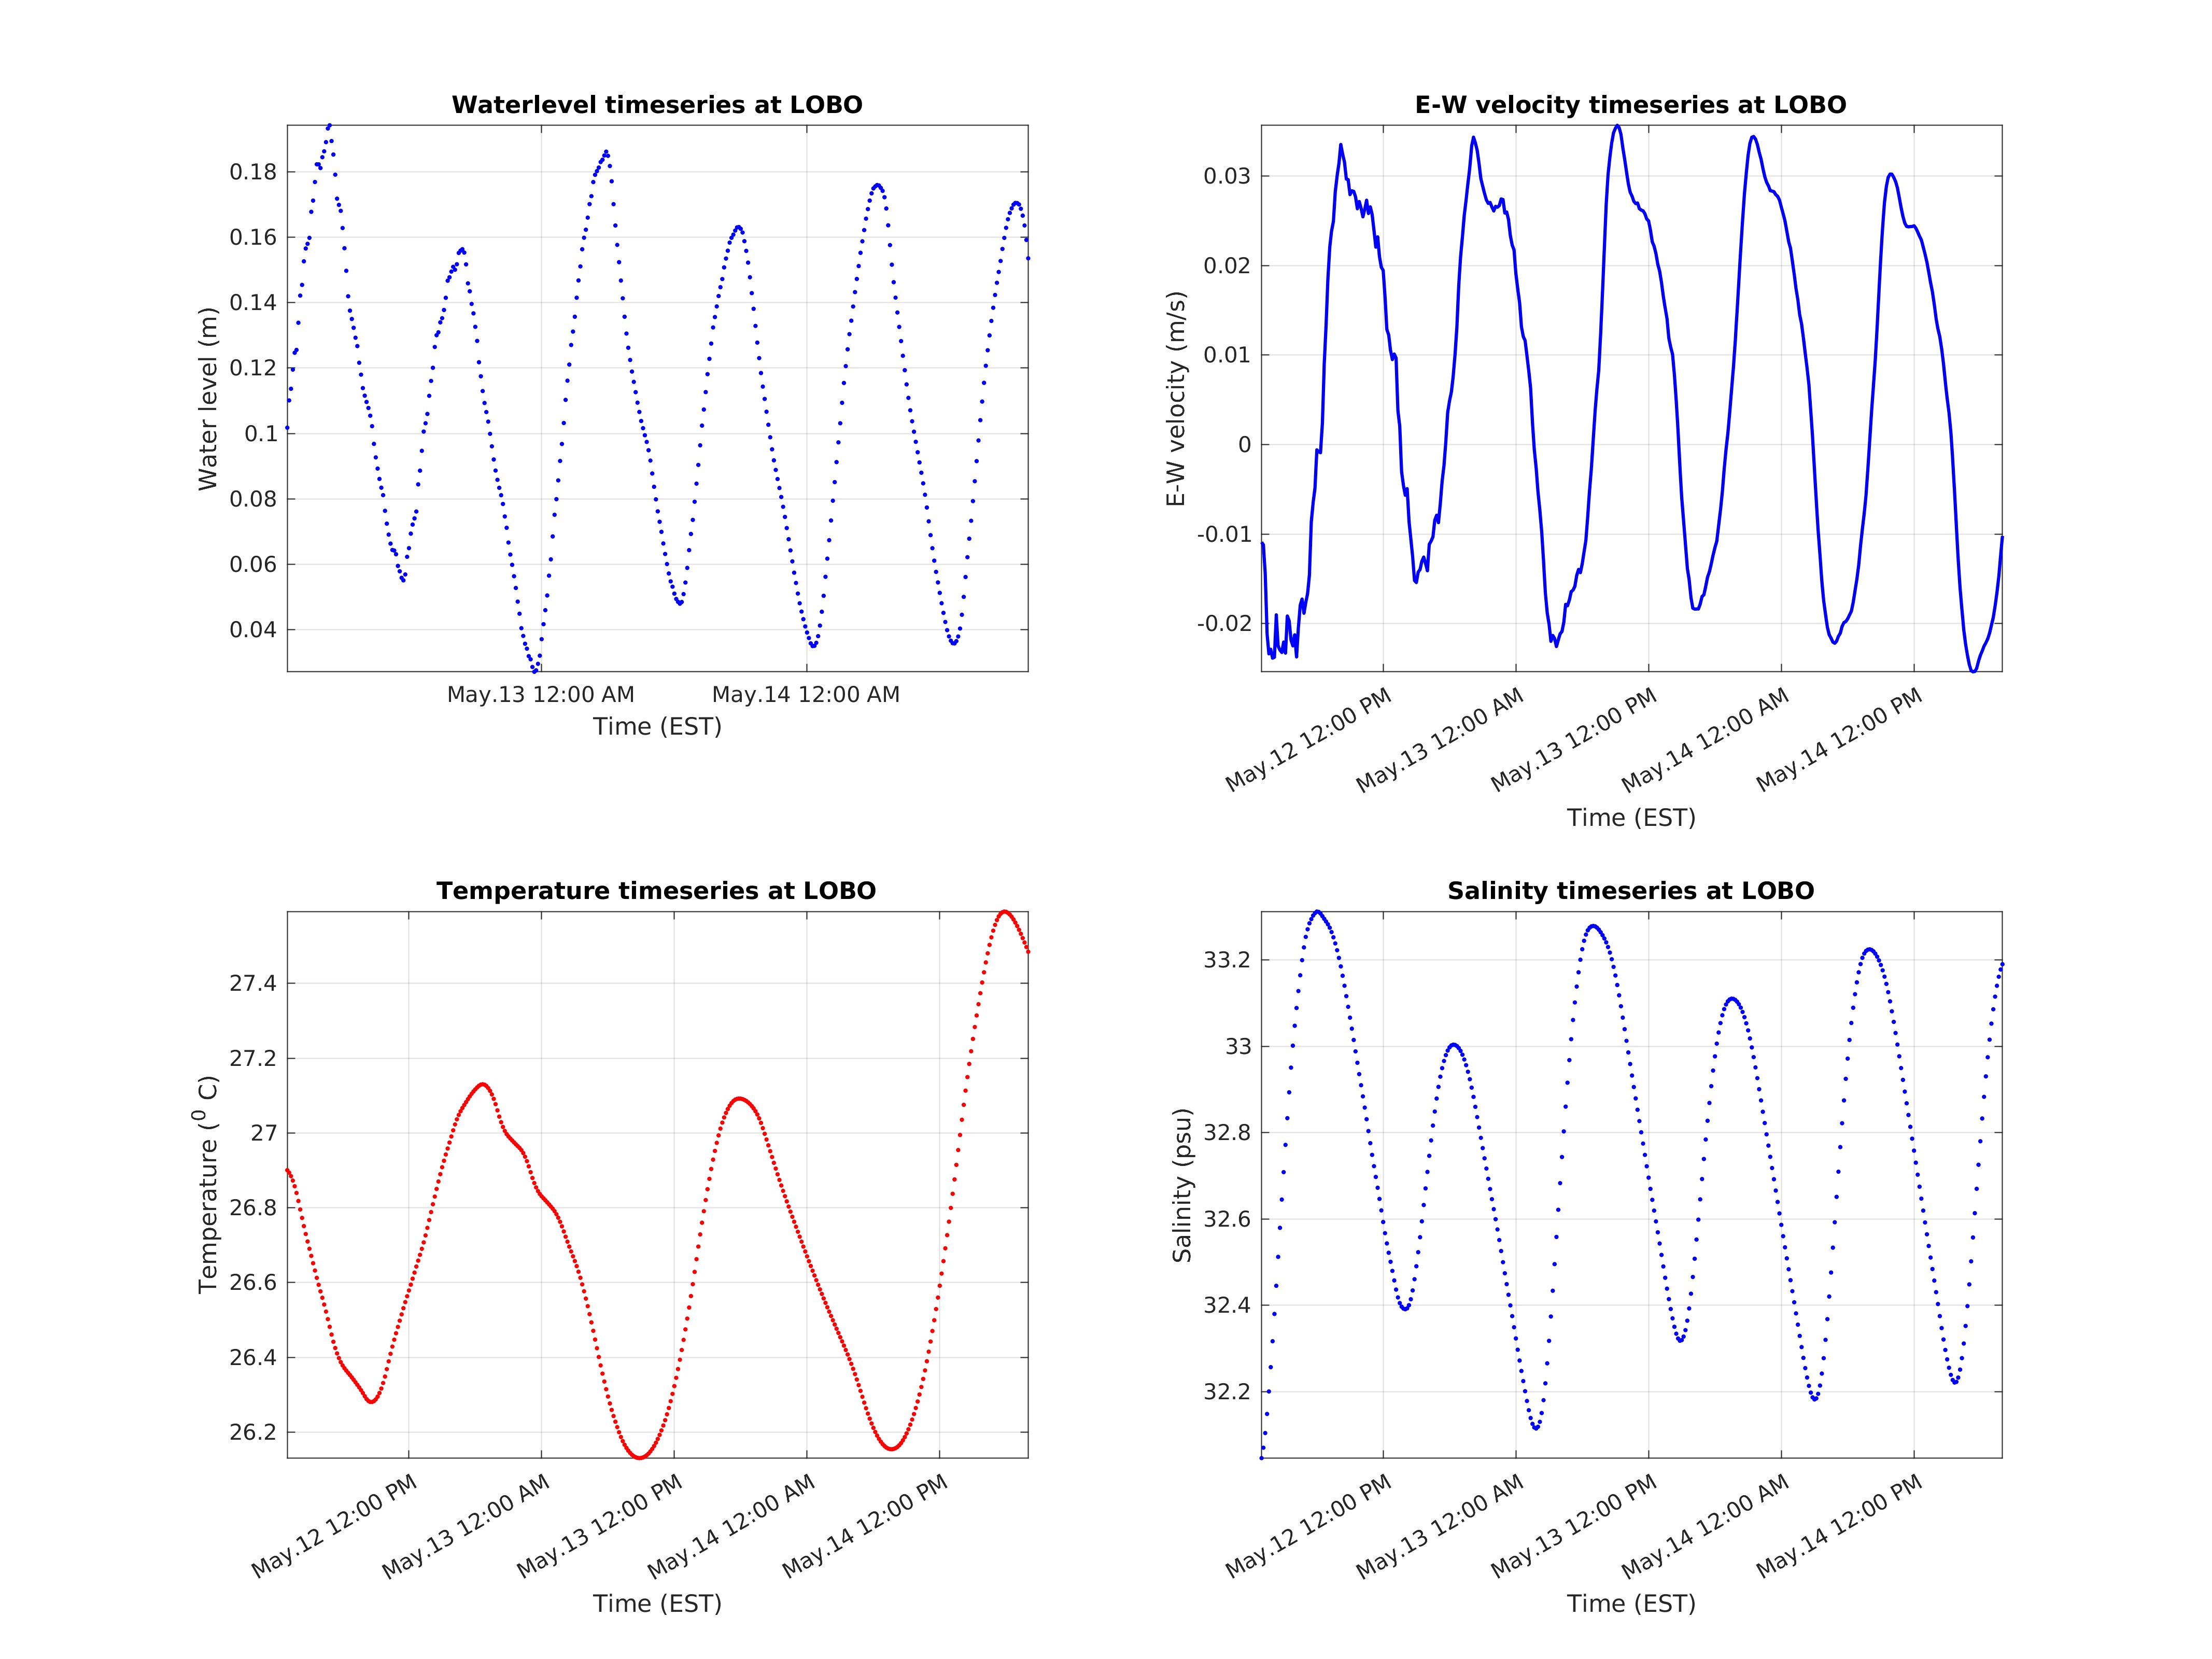 Waterlevel timeseries at LOBO
0.18
0.16
0.14
0.12
0.1
0.08
0.06
0.04
Water level (m)
May.13 12:00 AM May.14 12:00 AM
Time (EST)
E-W velocity timeseries at LOBO
0.03
0.02
0.01
0
-0.01
-0.02
E-W velocity (m/s)
May.12 12:00 PM
May.13 12:00 AM
May.13 12:00 PM
May.14 12:00 AM
May.14 12:00 PM
Time (EST)
Temperature timeseries at LOBO
27.4
27.2
27
26.8
26.6
26.4
26.2
Temperature (⁰ C)
May.12 12:00 PM
May.13 12:00 AM
May.13 12:00 PM
May.14 12:00 AM
May.14 12:00 PM
Time (EST)
Salinity timeseries at LOBO
33.2
33
32.8
32.6
32.4
32.2
Salinity (psu)
May.12 12:00 PM
May.13 12:00 AM
May.13 12:00 PM
May.14 12:00 AM
May.14 12:00 PM
Time (EST)